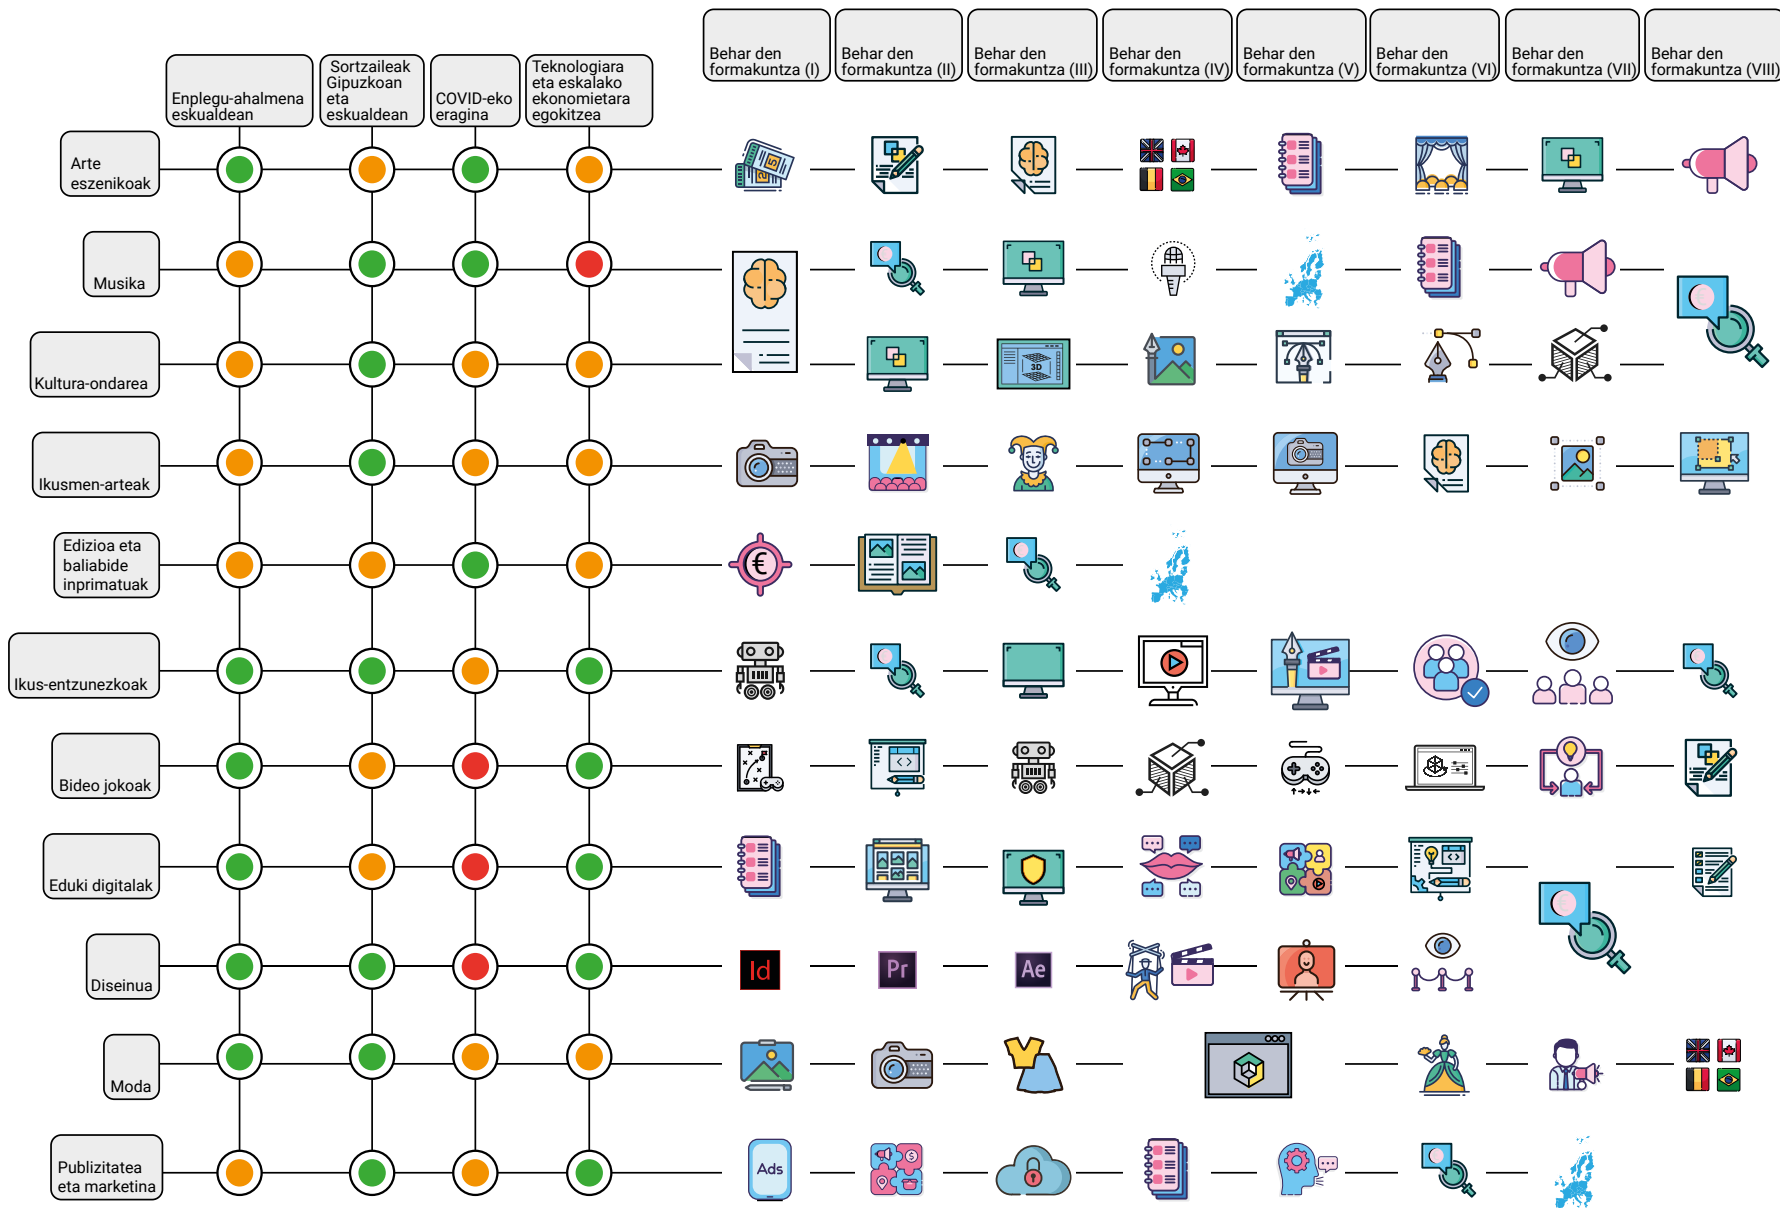 Behar den
formakuntza (I)
Behar den
formakuntza (II)
Behar den
formakuntza (III)
Behar den
formakuntza (IV)
Behar den
formakuntza (V)
Behar den
formakuntza (VI)
Behar den
formakuntza (VII)
Behar den
formakuntza (VIII)
Enplegu-ahalmena
eskualdean
Sortzaileak
Gipuzkoan
eta
eskualdean
COVID-eko
eragina
Teknologiara
eta eskalako
ekonomietara
egokitzea
Arte
eszenikoak
Musika
Kultura-ondarea
3D
Ikusmen-arteak
Edizioa eta
baliabide
inprimatuak
€
Ikus-entzunezkoak
Bideo jokoak
Eduki digitalak
Diseinua
Id
Pr
Ae
Moda
Publizitatea
eta marketina
Ads